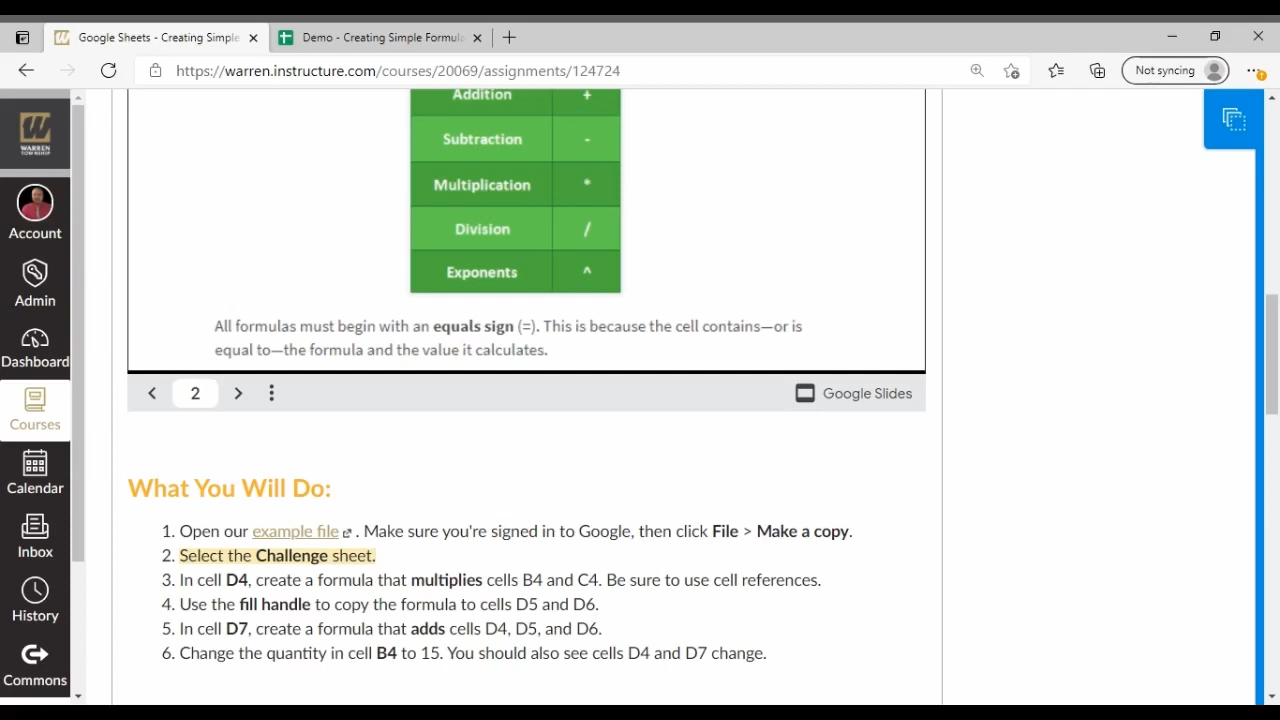 Google Sheets - Creating Simple
Demo - Creating Simple Formula
https://warren.instructure.com/courses/20069/assignments/124724
Not syncing
W
WARREN
TOWNSHIP
Account
Admin
Dashboard
Courses
Calendar
Inbox
History
Commons
Addition +
Subtraction -
Multiplication *
Division /
Exponents ^
All formulas must begin with an equals sign (=). This is because the cell contains—or is
equal to—the formula and the value it calculates.
2
Google Slides
What You Will Do:
1. Open our example file . Make sure you're signed in to Google, then click File > Make a copy.
2. Select the Challenge sheet.
3. In cell D4, create a formula that multiplies cells B4 and C4. Be sure to use cell references.
4. Use the fill handle to copy the formula to cells D5 and D6.
5. In cell D7, create a formula that adds cells D4, D5, and D6.
6. Change the quantity in cell B4 to 15. You should also see cells D4 and D7 change.